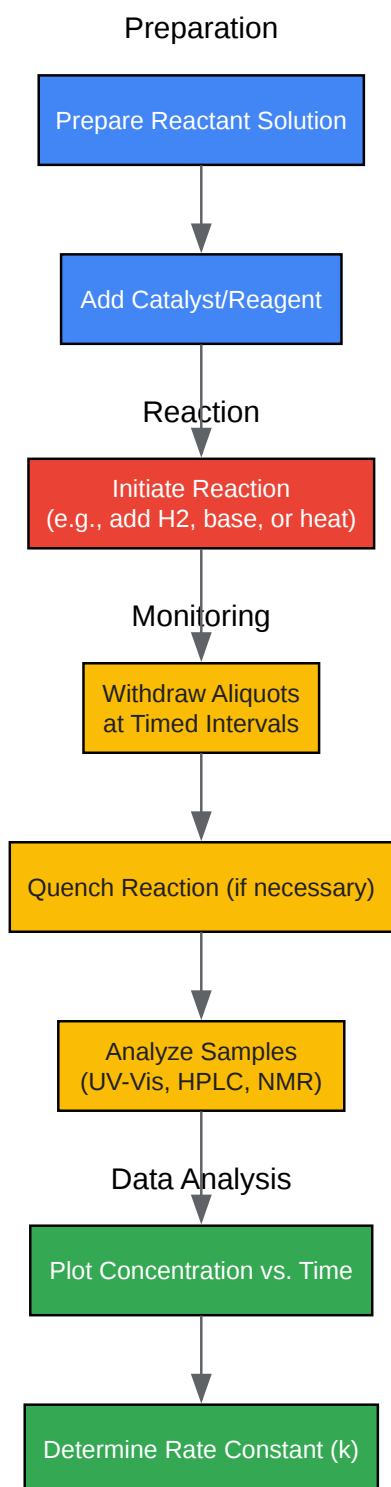 Preparation
Prepare Reactant Solution
Add Catalyst/Reagent
Reaction
Initiate Reaction
(e.g., add H2, base, or heat)
Monitoring
Withdraw Aliquots
at Timed Intervals
Quench Reaction (if necessary)
Analyze Samples
(UV-Vis, HPLC, NMR)
Data Analysis
Plot Concentration vs. Time
Determine Rate Constant (k)